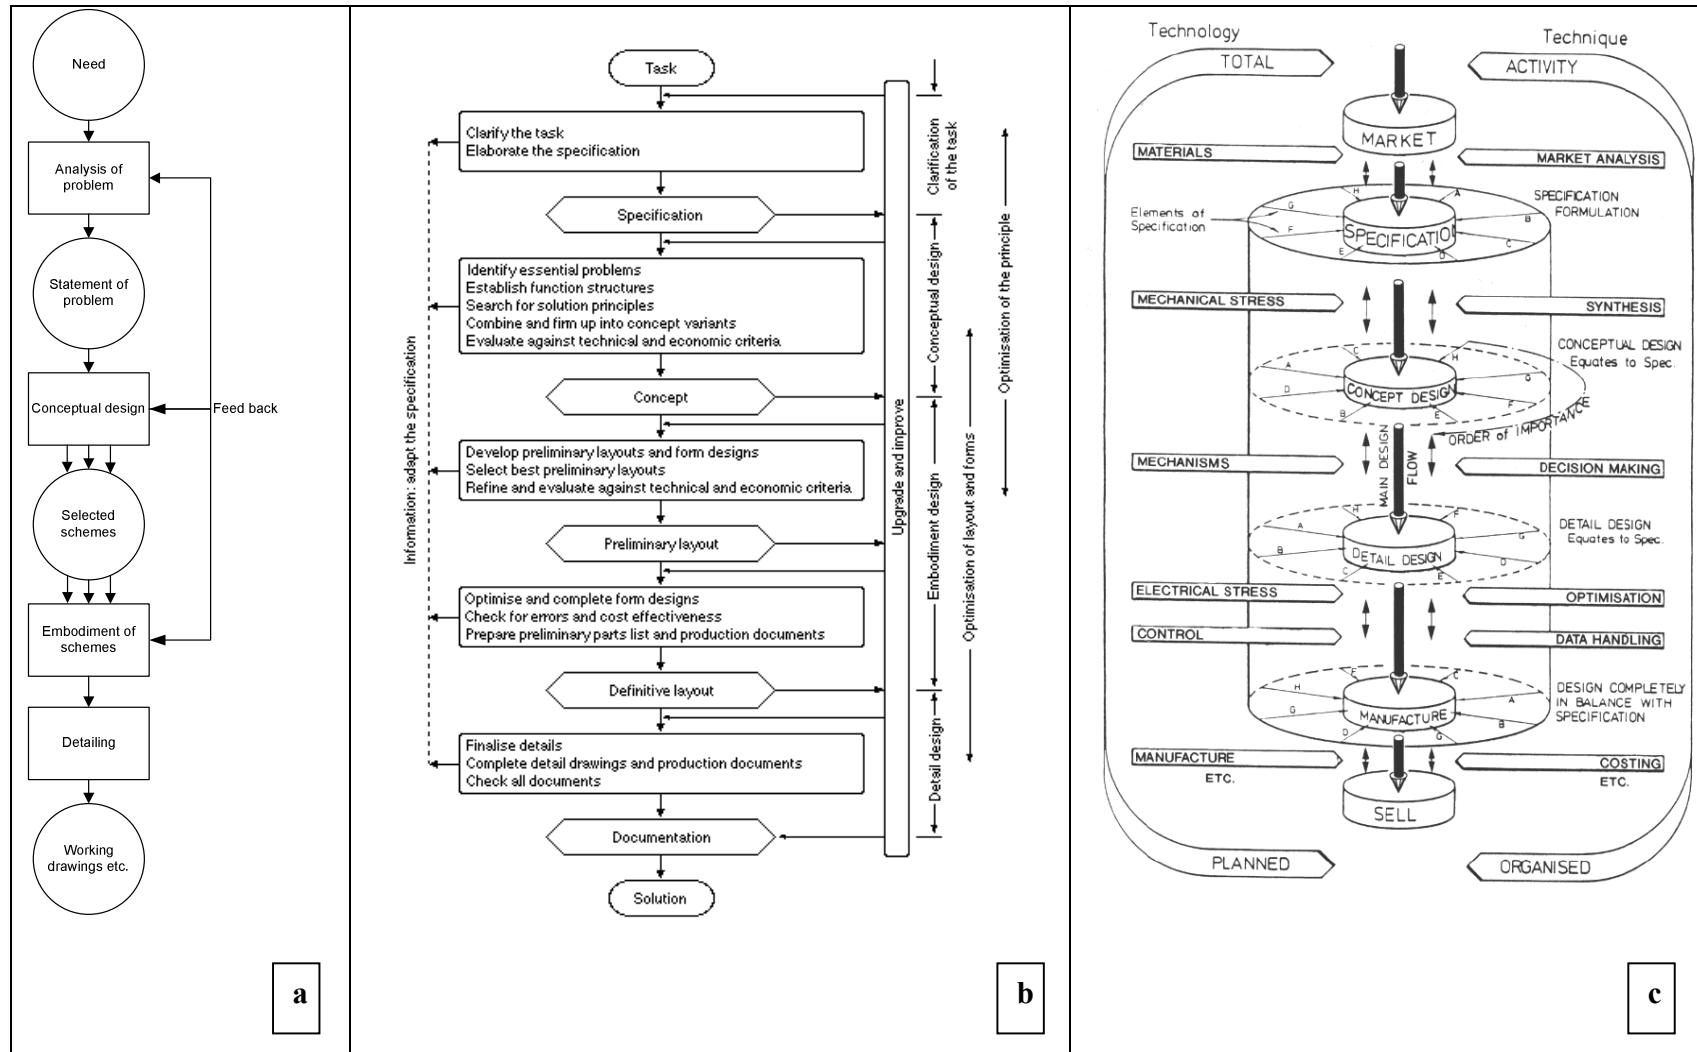 Need
Analysis of
problem
Statement of
problem
Conceptual design
Feed back
Selected
schemes
Embodiment of
schemes
Detailing
Working
drawings etc.
a
Task
Clarify the task
Elaborate the specification
Specification
Identify essential problems
Establish function structures
Search for solution principles
Combine and firm up into concept variants
Evaluate against technical and economic criteria
Concept
Develop preliminary layouts and form designs
Select best preliminary layouts
Refine and evaluate against technical and economic criteria
Preliminary layout
Optimise and complete form designs
Check for errors and cost effectiveness
Prepare preliminary parts list and production documents
Definitive layout
Finalise details
Complete detail drawings and production documents
Check all documents
Documentation
Solution
Information : adapt the specification
Upgrade and improve
Clarification
of the task
Conceptual design
Embodiment design
Detail design
Optimisation of layout and forms
Optimisation of the principle
b
Technology
Technique
TOTAL
ACTIVITY
MARKET
MATERIALS
MARKET ANALYSIS
SPECIFICATION
FORMULATION
Elements of
Specification
H
A
G
B
F
C
E
D
SPECIFICATION
MECHANICAL STRESS
SYNTHESIS
CONCEPTUAL DESIGN
Equates to Spec.
C
H
A
G
D
F
B
E
CONCEPT DESIGN
ORDER of IMPORTANCE
MAIN DESIGN
FLOW
MECHANISMS
DECISION MAKING
DETAIL DESIGN
Equates to Spec.
H
F
A
G
B
D
C
E
DETAIL DESIGN
ELECTRICAL STRESS
OPTIMISATION
CONTROL
DATA HANDLING
DESIGN COMPLETELY
IN BALANCE WITH
SPECIFICATION
C
H
A
G
B
D
G
MANUFACTURE
MANUFACTURE
ETC.
COSTING
ETC.
SELL
PLANNED
ORGANISED
c